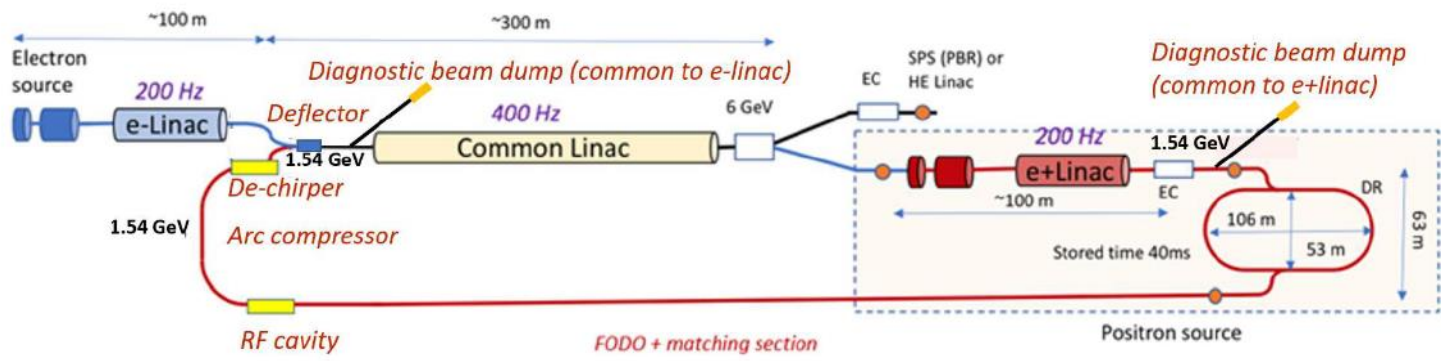 ~100 m
~300 m
Electron
source
200 Hz
e-Linac
Deflector
Diagnostic beam dump (common to e-linac)
1.54 GeV
400 Hz
Common Linac
6 GeV
EC
SPS (PBR) or
HE Linac
Diagnostic beam dump
(common to e+linac)
200 Hz
e+Linac
1.54 GeV
EC
~100 m
DR
106 m
53 m
63 m
Stored time 40ms
De-chirper
1.54 GeV
Arc compressor
RF cavity
FODO + matching section
Positron source